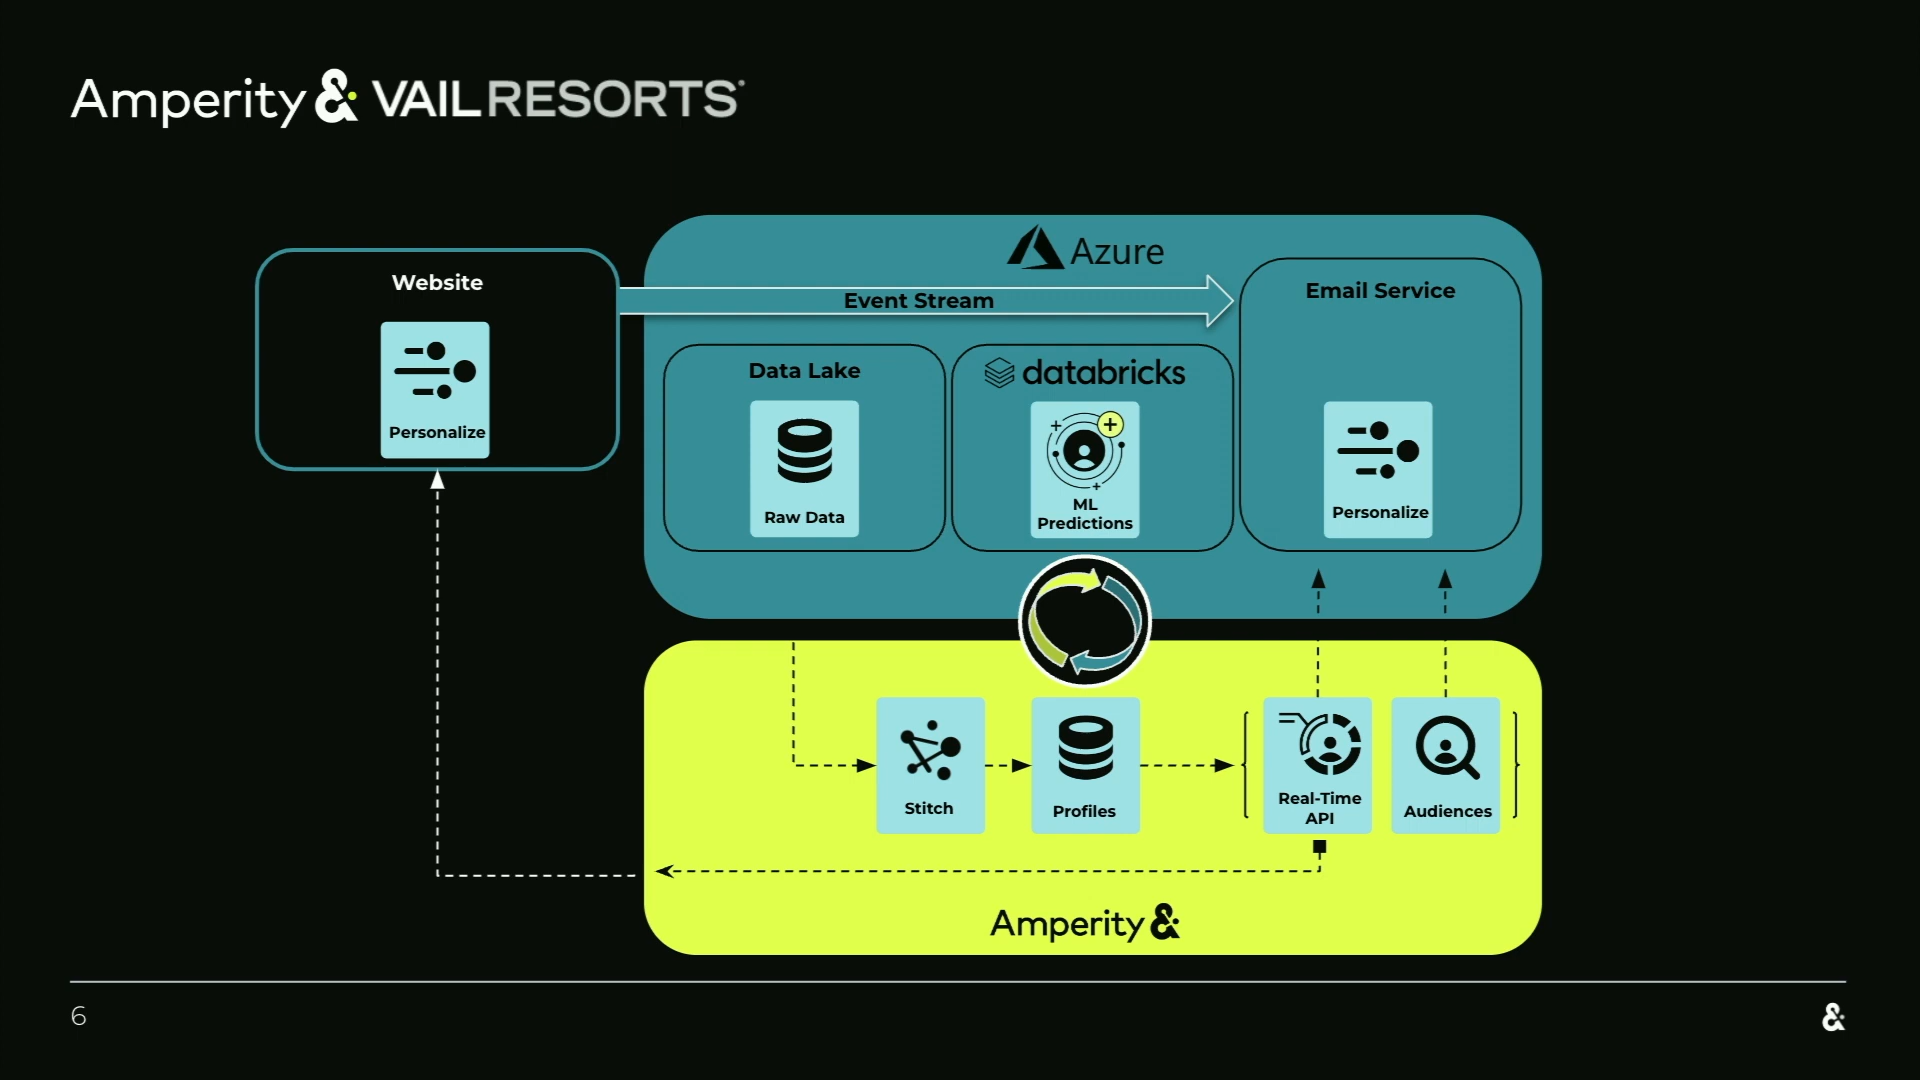 Amperity& VAILRESORTS
Azure
Website
Event Stream
Email Service
Data Lake
databricks
Personalize
Raw Data
ML
Predictions
Personalize
Stitch
Profiles
Real-Time
API
Audiences
Amperity&
6
&